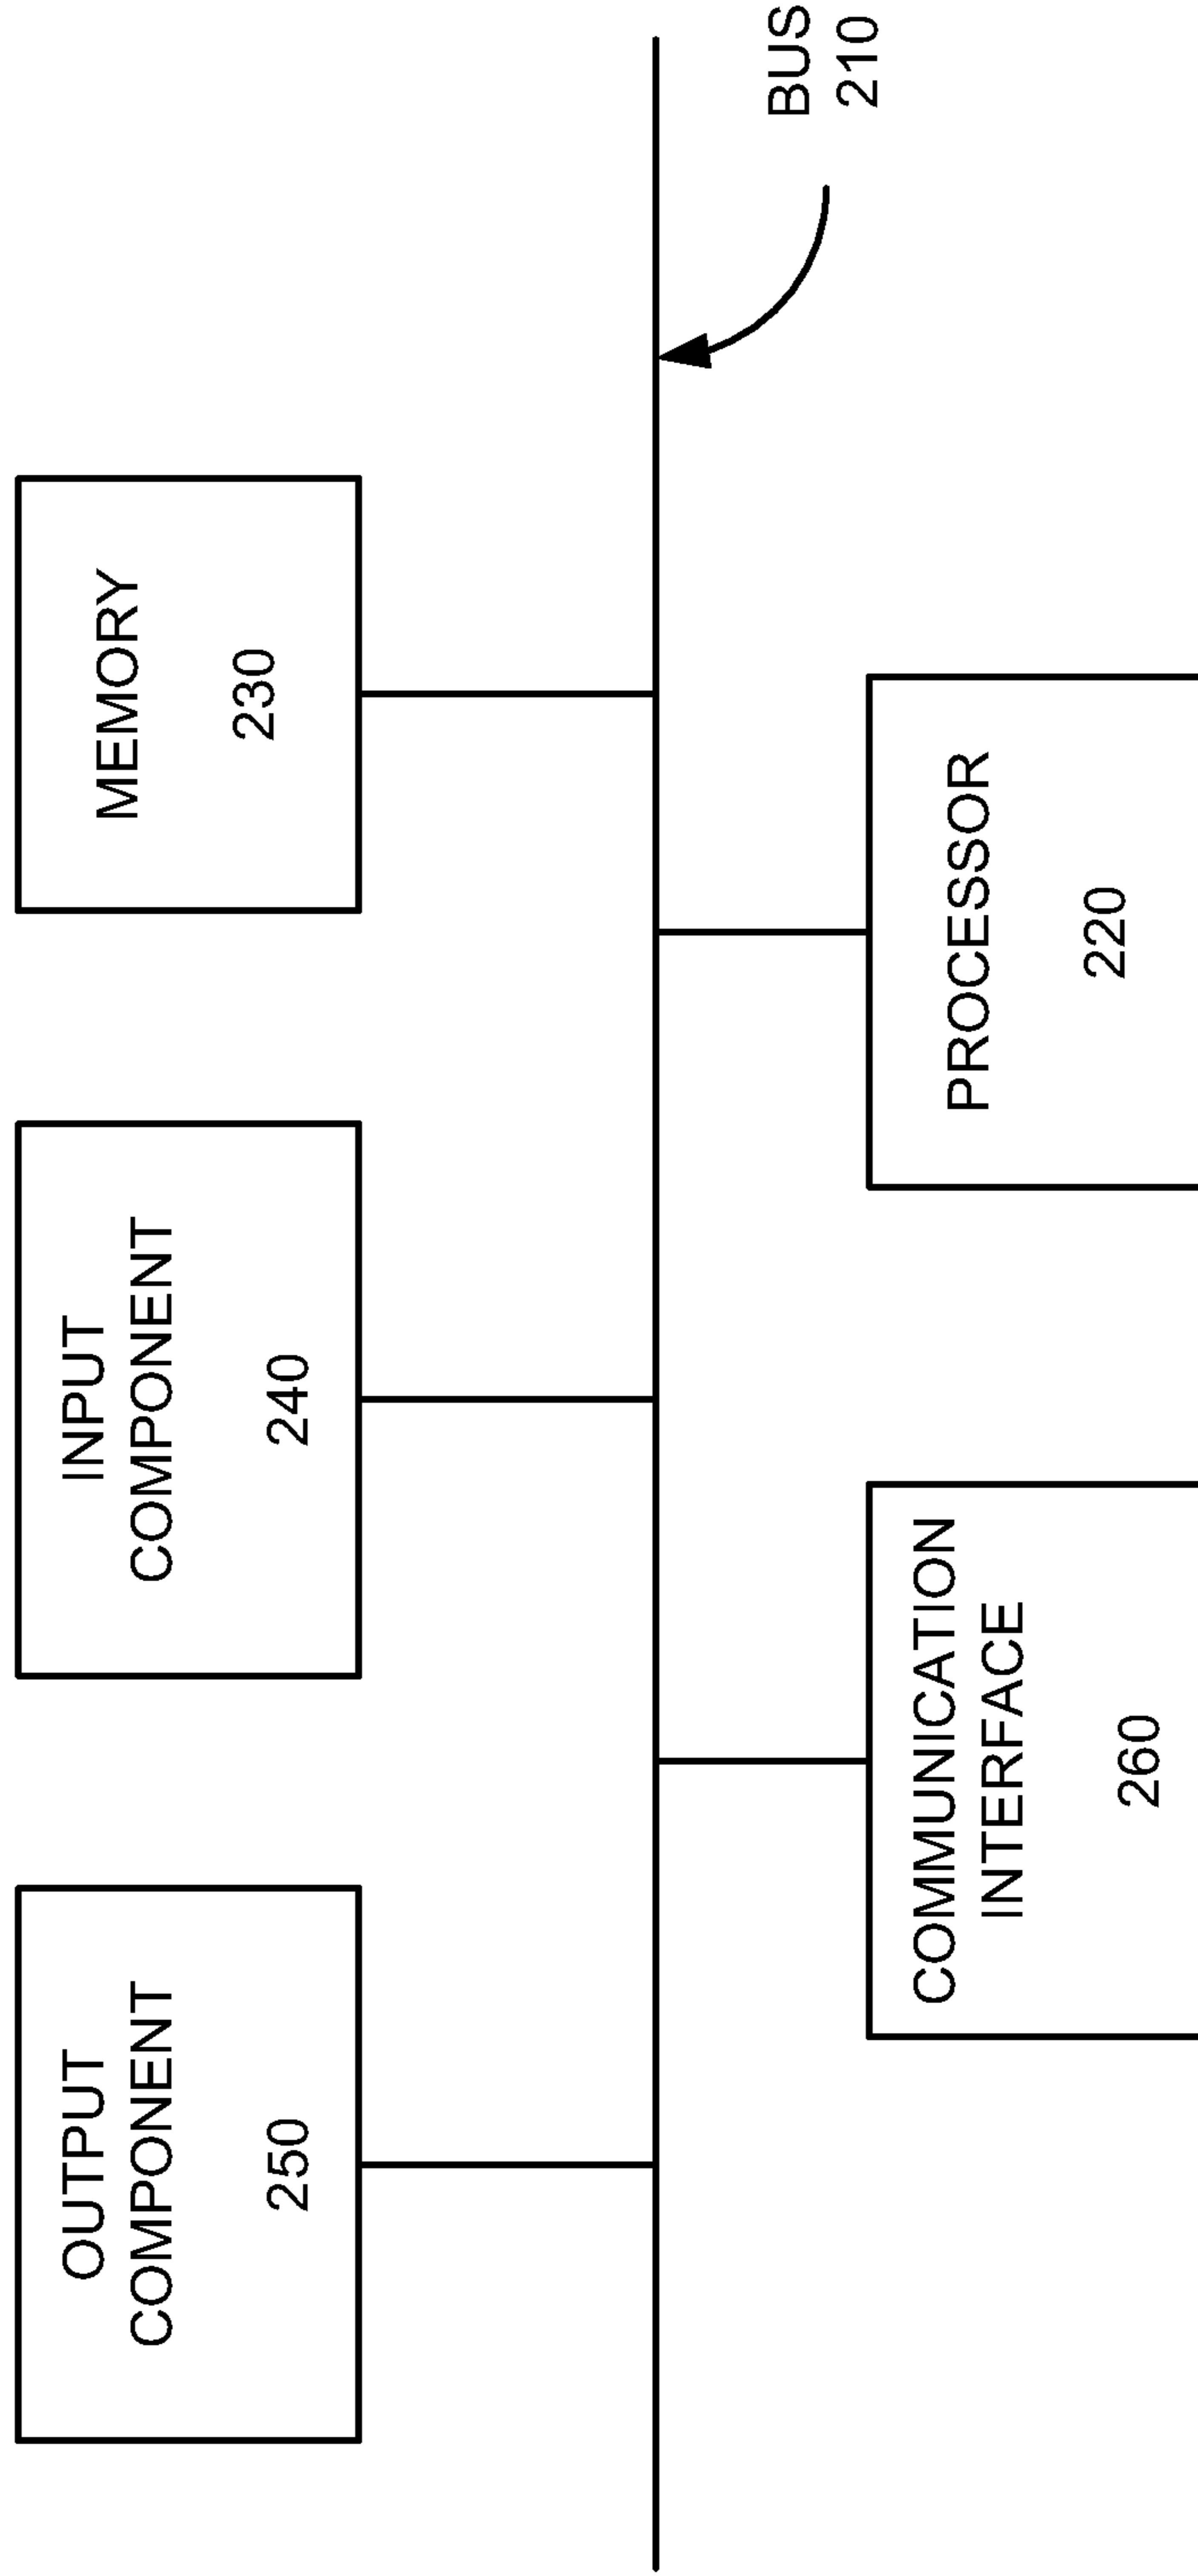 OUTPUT
COMPONENT
250
INPUT
COMPONENT
240
MEMORY
230
BUS
210
COMMUNICATION
INTERFACE
260
PROCESSOR
220